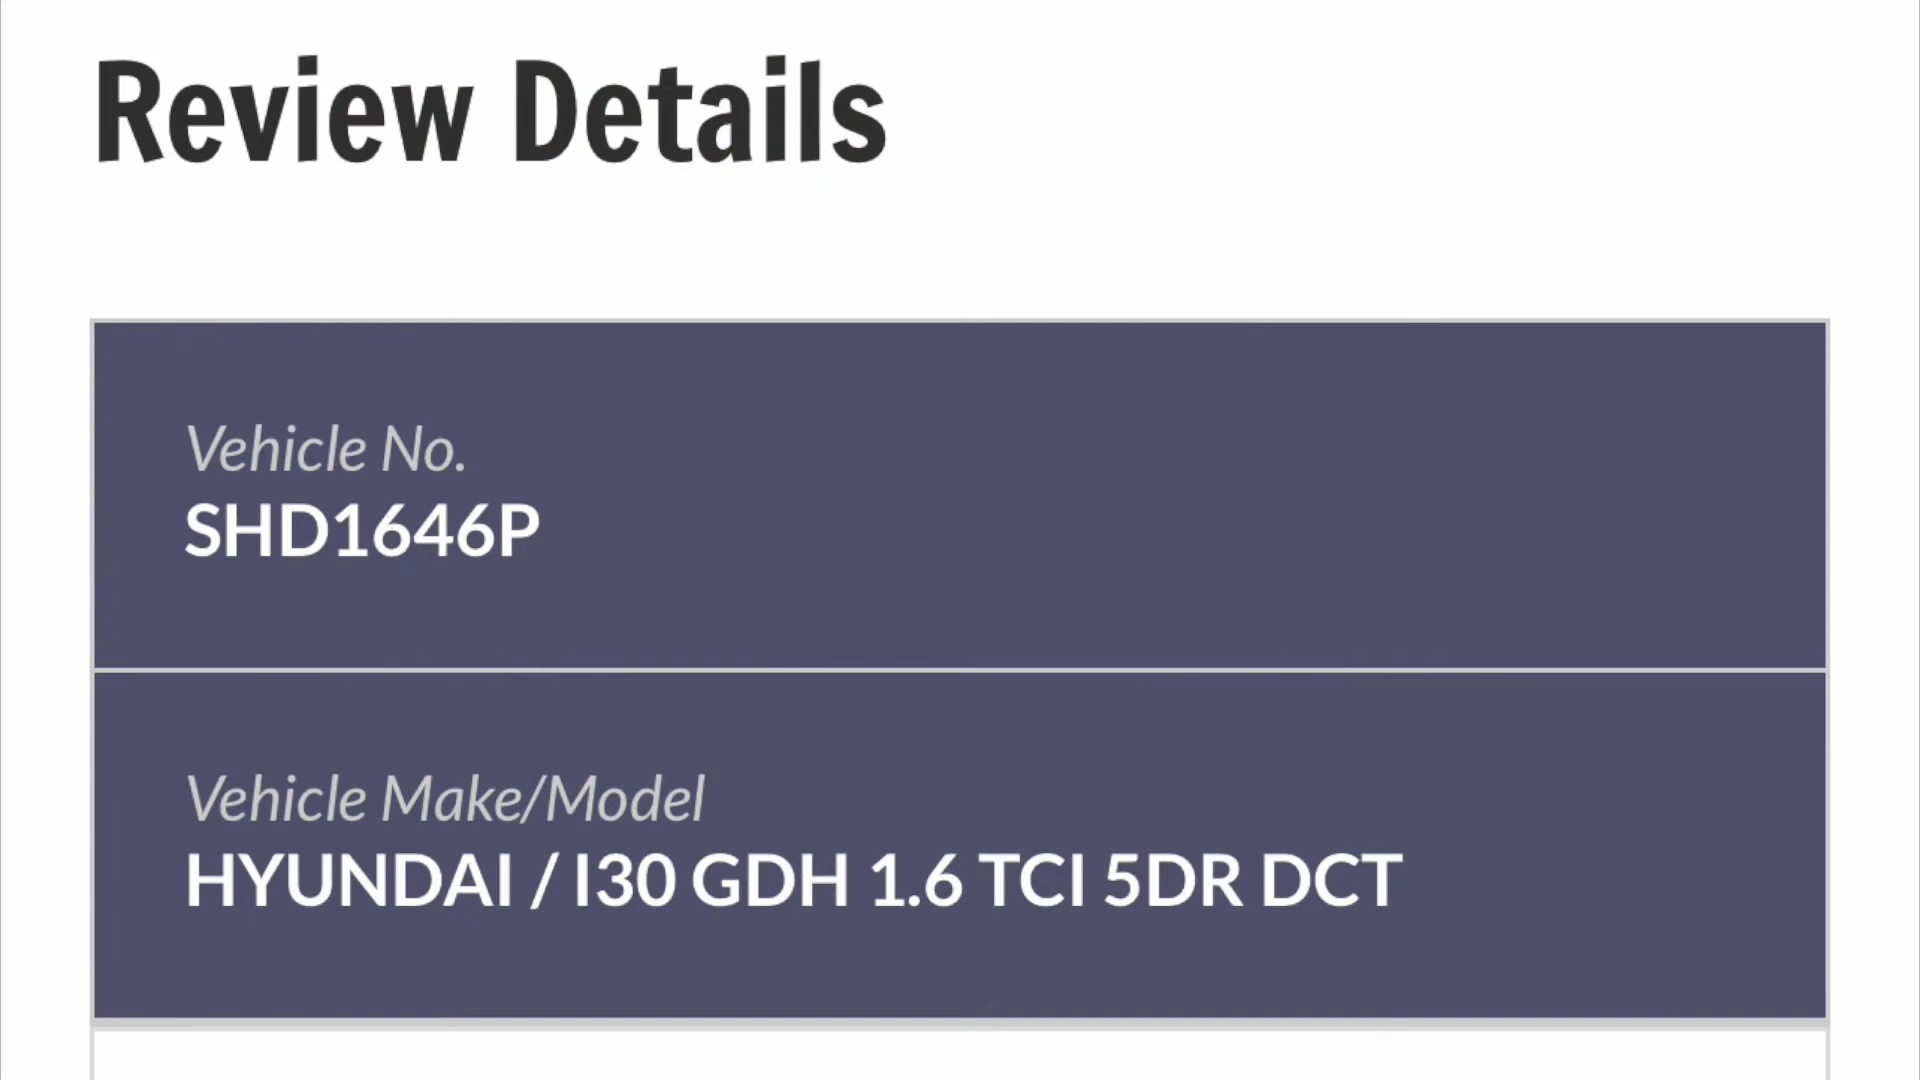 Review Details
Vehicle No.
SHD1646P
Vehicle Make/Model
HYUNDAI / I30 GDH 1.6 TCI 5DR DCT